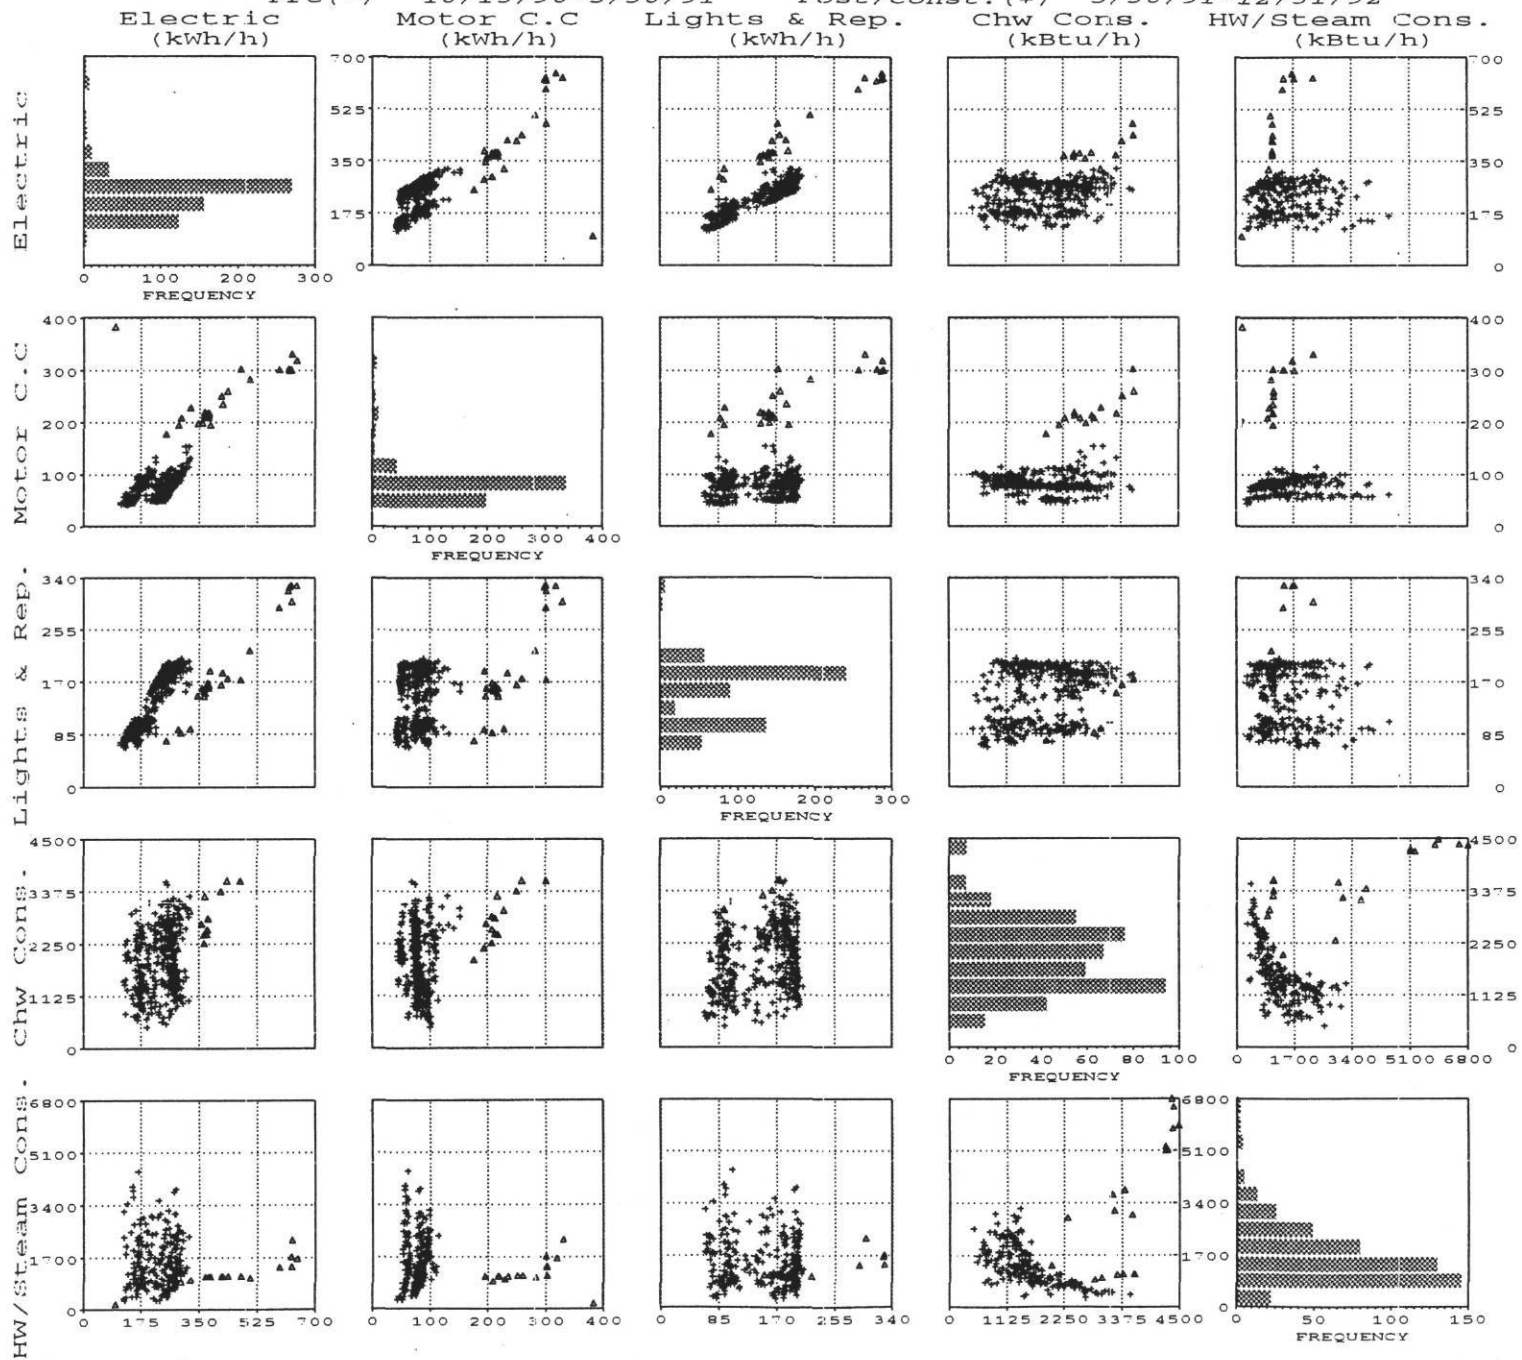 Electric Motor C.C Lights & Rep. Chw Cons. HW/Steam Cons.
(kWh/h) (kWh/h) (kWh/h) (kBtu/h) (kBtu/h)
Electric
700 700
525 525
350 350
175 175
0 0
0 100 200 300
FREQUENCY
Motor C.C
400 400
300 300
200 200
100 100
0 0
0 100 200 300 400
FREQUENCY
Lights & Rep.
340 340
255 255
170 170
85 85
0 0
0 100 200 300
FREQUENCY
Chw Cons.
4500 4500
3375 3375
2250 2250
1125 1125
0 0
0 20 40 60 80 100 0 1700 3400 5100 6800
FREQUENCY
HW/Steam Cons.
6800 6800
5100 5100
3400 3400
1700 1700
0 0
0 175 350 525 700 0 100 200 300 400 0 85 170 255 340 0 1125 2250 3375 4500 0 50 100 150
FREQUENCY